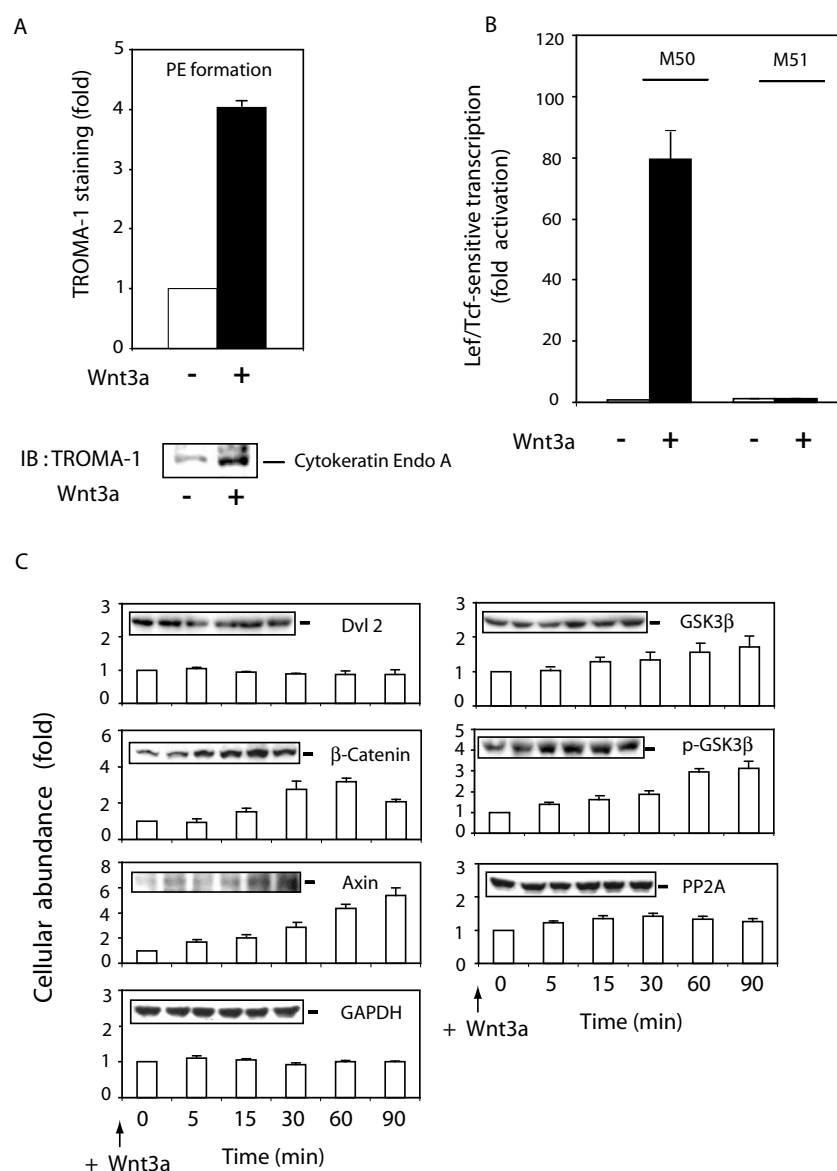 A
TROMA-1 staining (fold)
5
4
3
2
1
0
PE formation
Wnt3a - +
IB : TROMA-1
Cytokeratin Endo A
Wnt3a - +
B
Lef/Tcf-sensitive transcription
(fold activation)
120
100
80
60
40
20
0
M50 M51
Wnt3a - + - +
C
Cellular abundance (fold)
3
2
1
0
Dvl 2
6
4
2
0
β-Catenin
8
6
4
2
0
Axin
3
2
1
0
GAPDH
0 5 15 30 60 90
+ Wnt3a
Time (min)
3
2
1
0
GSK3β
5
4
3
2
1
0
p-GSK3β
3
2
1
0
PP2A
0 5 15 30 60 90
+ Wnt3a
Time (min)